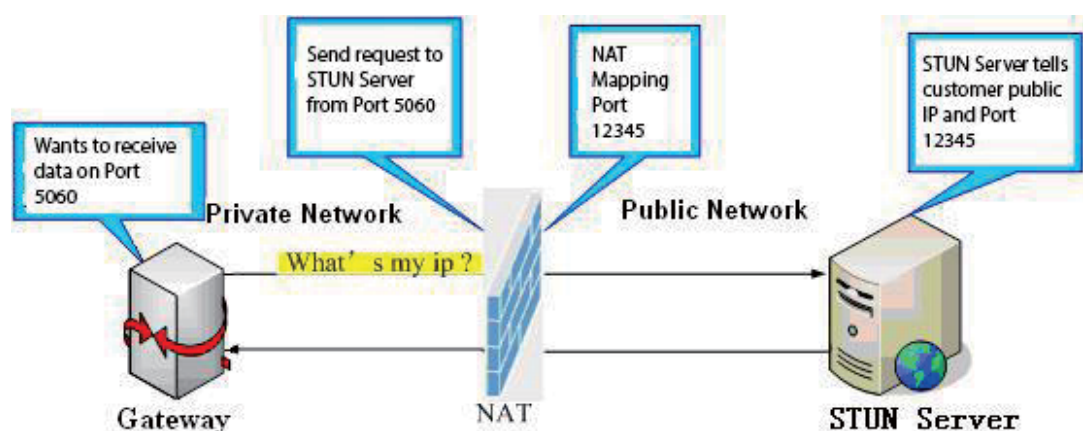 Send request to
STUN Server
from Port 5060
NAT
Mapping
Port
12345
STUN Server tells
customer public
IP and Port
12345
Wants to receive
data on Port
5060
Private Network
Public Network
What's my ip ?
Gateway
NAT
STUN Server